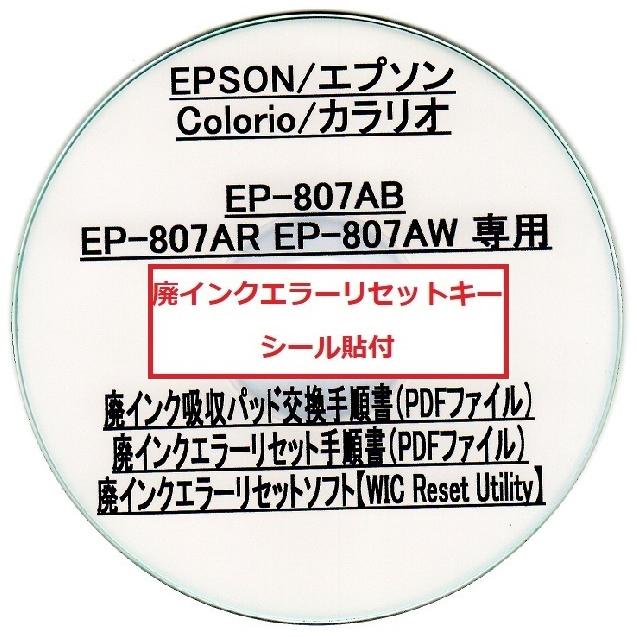 EPSON/エプソン
Colorio/カラリオ
EP-807AB
EP-807AR EP-807AW 専用
廃インクエラーリセットキー
シール貼付
廃インク吸収パッド交換手順書(PDFファイル)
廃インクエラーリセット手順書(PDFファイル)
廃インクエラーリセットソフト【WIC Reset Utility】